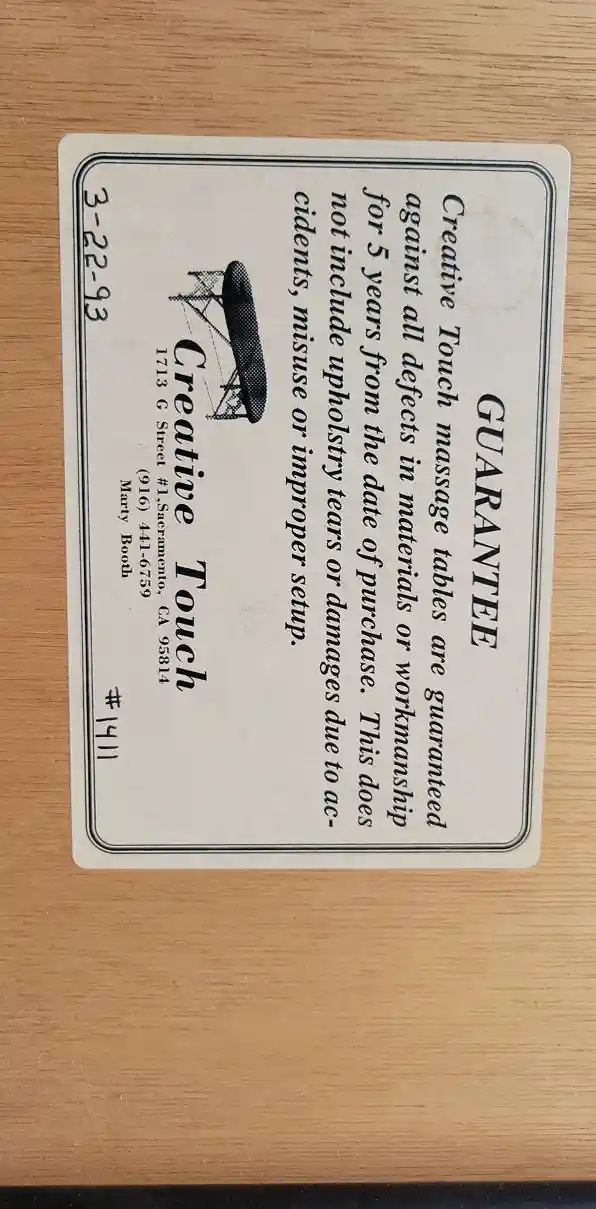 GUARANTEE
Creative Touch massage tables are guaranteed
against all defects in materials or workmanship
for 5 years from the date of purchase. This does
not include upholstry tears or damages due to ac-
cidents, misuse or improper setup.
Creative Touch
1713 G Street #1,Sacramento, CA 95814
(916) 441-6759
Marty Booth
3-22-93
#1411